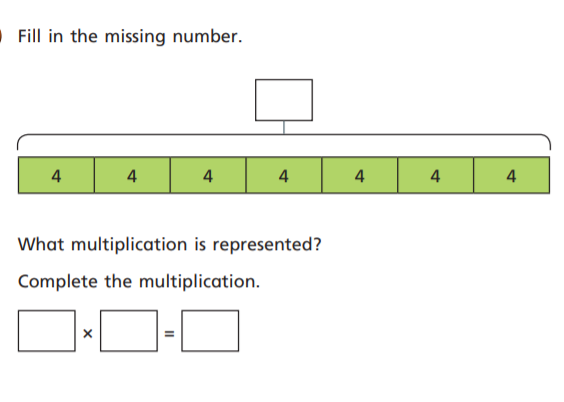 Fill in the missing number.
4 4 4 4 4 4 4
What multiplication is represented?
Complete the multiplication.
× =